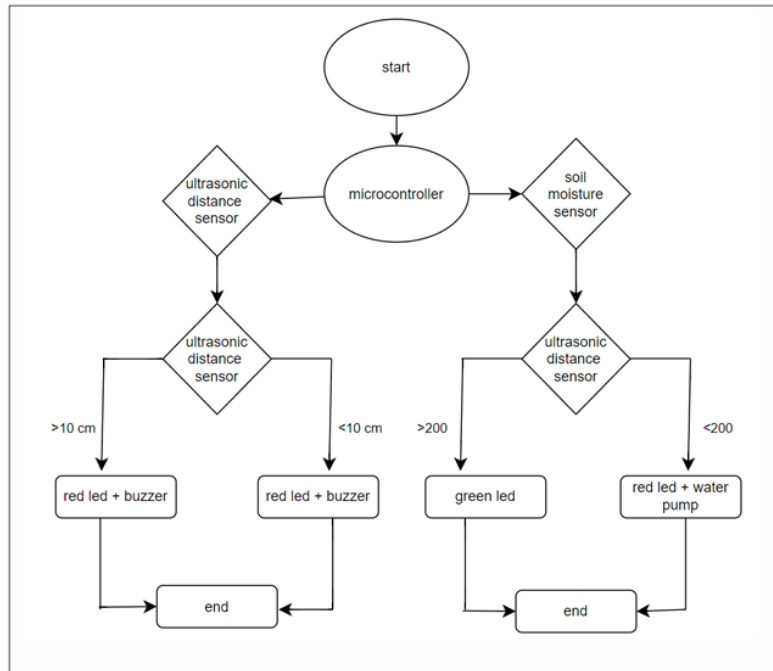 start
microcontroller
ultrasonic
distance
sensor
soil
moisture
sensor
ultrasonic
distance
sensor
ultrasonic
distance
sensor
>10 cm
<10 cm
>200
<200
red led + buzzer
red led + buzzer
green led
red led + water
pump
end
end